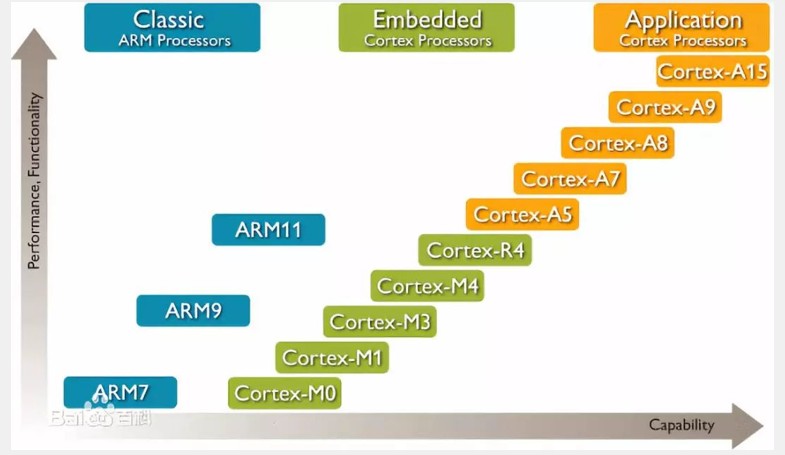 Classic
ARM Processors
Embedded
Cortex Processors
Application
Cortex Processors
Cortex-A15
Cortex-A9
Cortex-A8
Cortex-A7
Cortex-A5
ARM11
Cortex-R4
Cortex-M4
ARM9
Cortex-M3
Cortex-M1
ARM7
Cortex-M0
Bai百科
Performance, Functionality
Capability